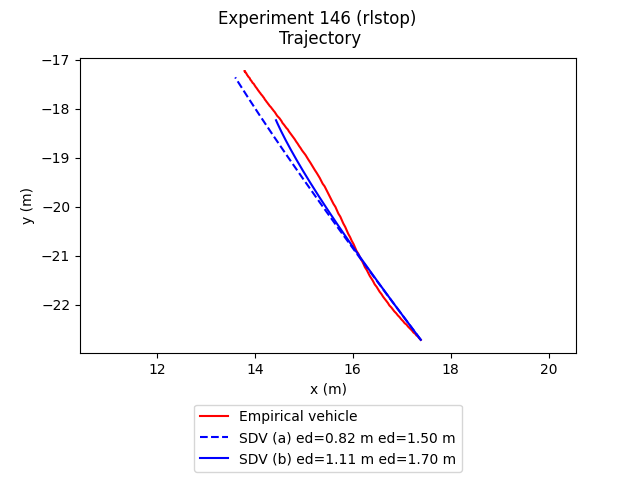 Experiment 146 (rlstop)
Trajectory
−17
−18
−19
−20
−21
−22
y (m)
12 14 16 18 20
x (m)
Empirical vehicle
SDV (a) ed=0.82 m ed=1.50 m
SDV (b) ed=1.11 m ed=1.70 m